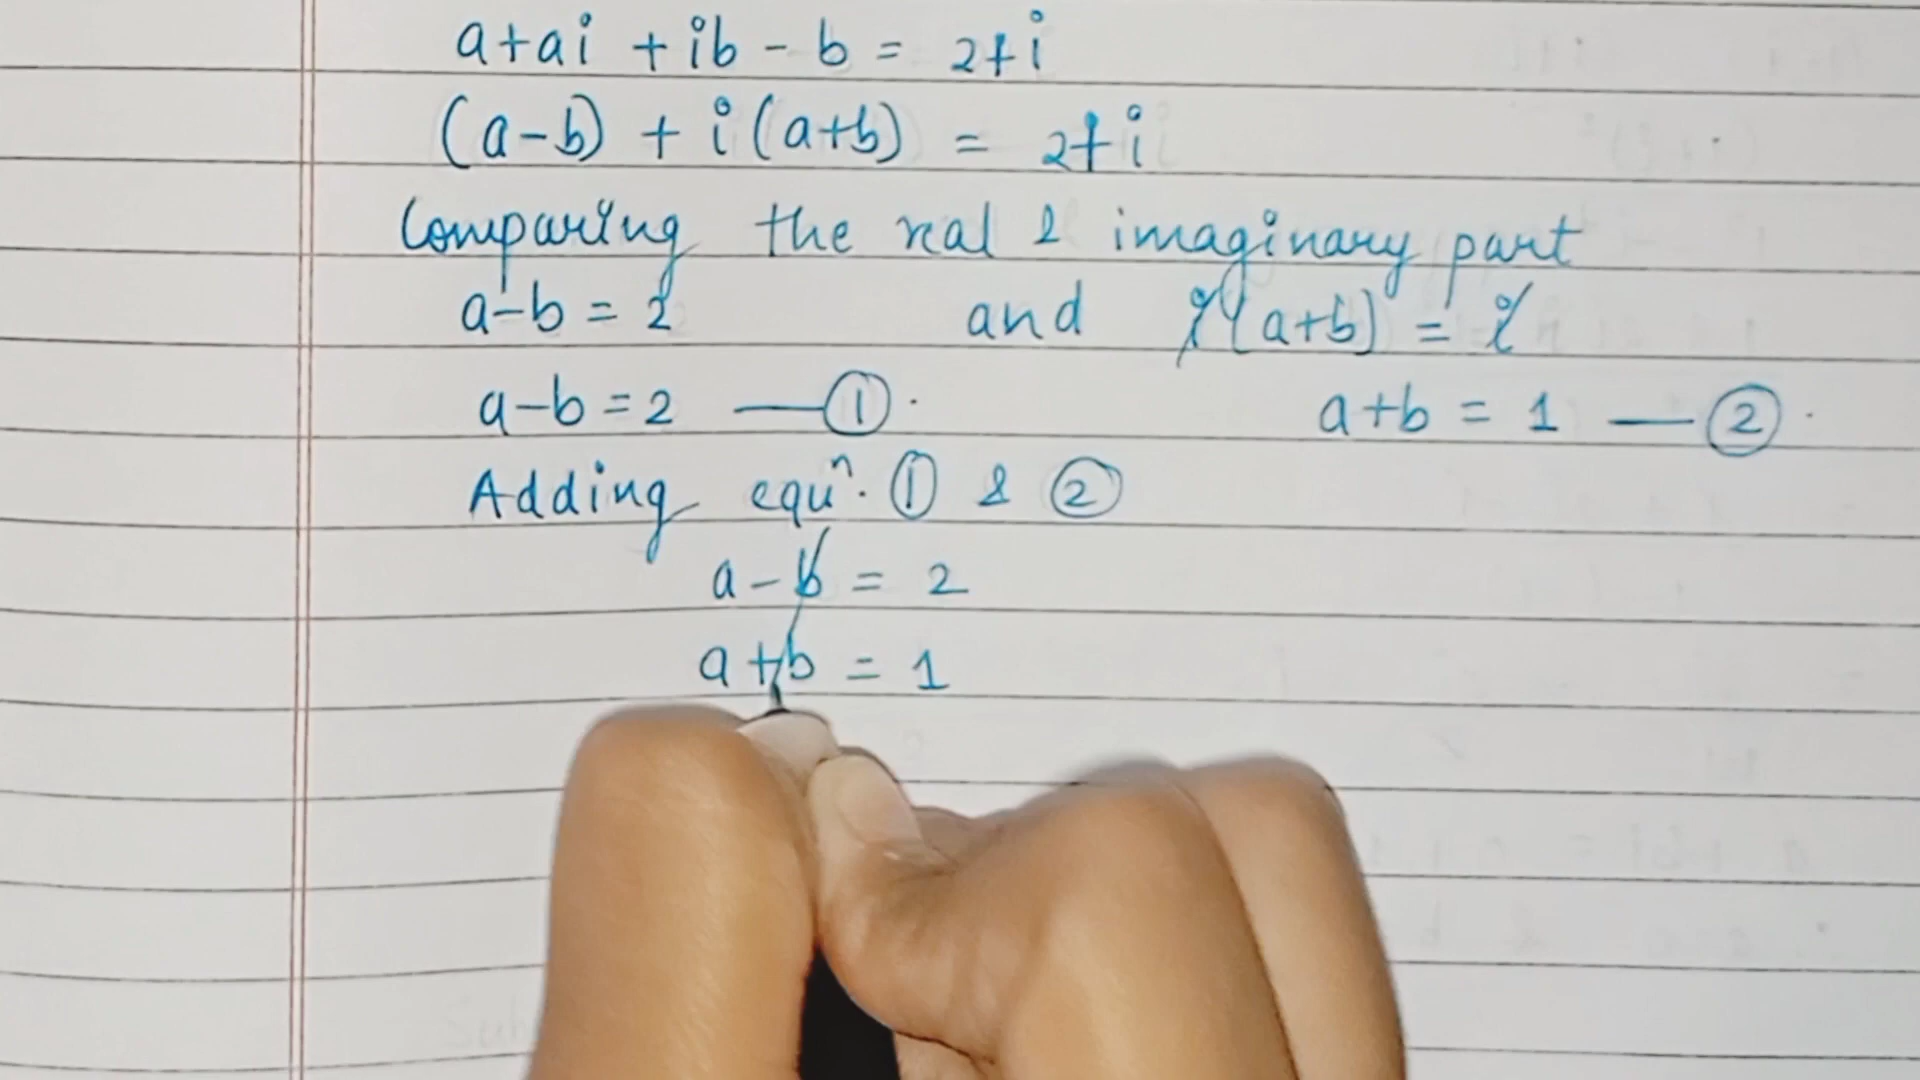 a+ai +ib - b = 2+i
(a-b) + i(a+b) = 2+i
Comparing the real & imaginary part
a-b = 2 and i(a+b) = i
a-b = 2 —① . a+b = 1 —② .
Adding equⁿ. ① & ②
a - b = 2
a + b = 1